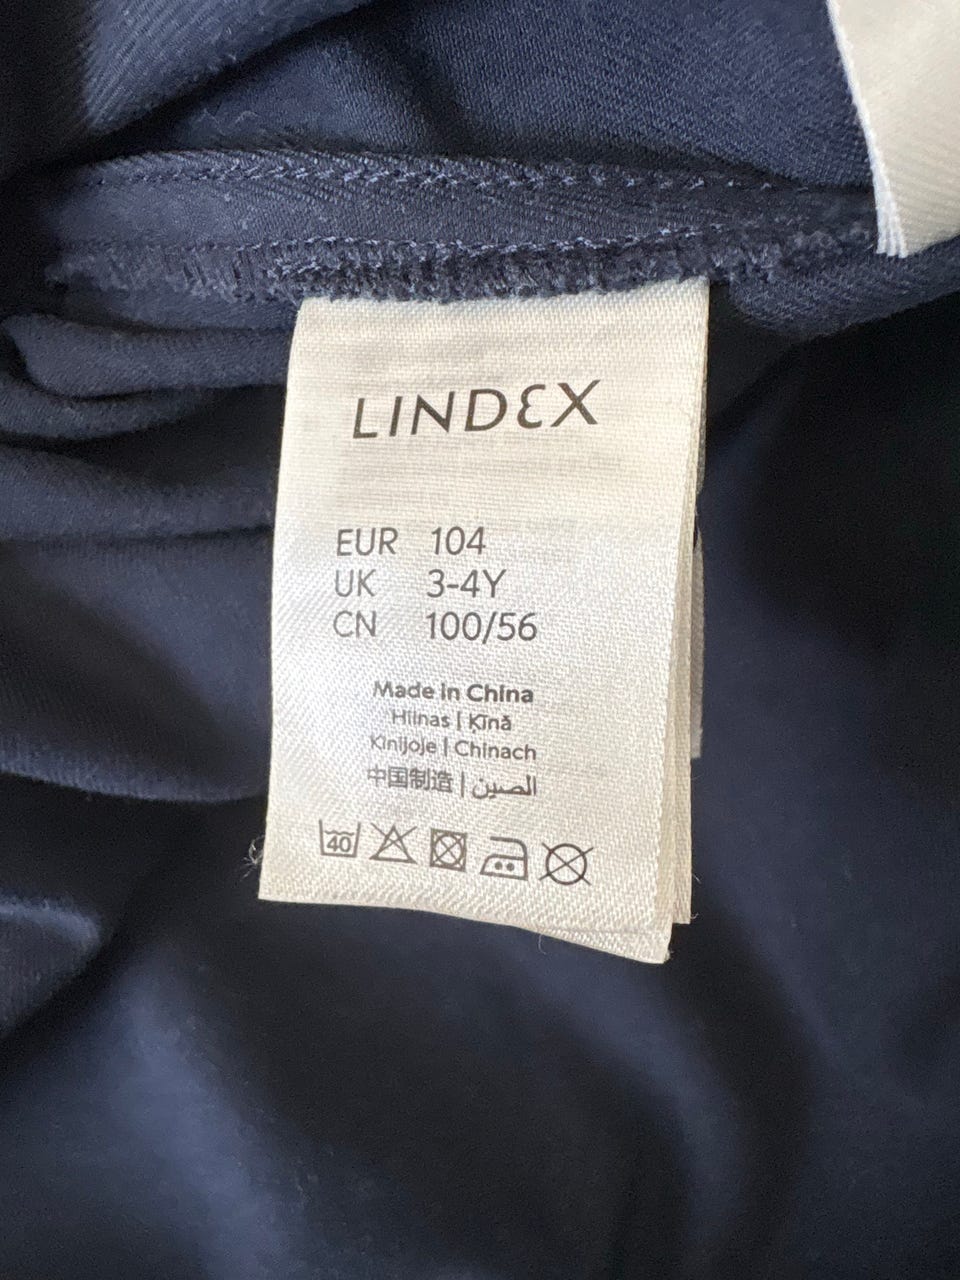 LINDEX
EUR 104
UK 3-4Y
CN 100/56
Made in China
Hiinas | Ķīnā
Kinijoje | Chinach
中国制造 | الصين
40